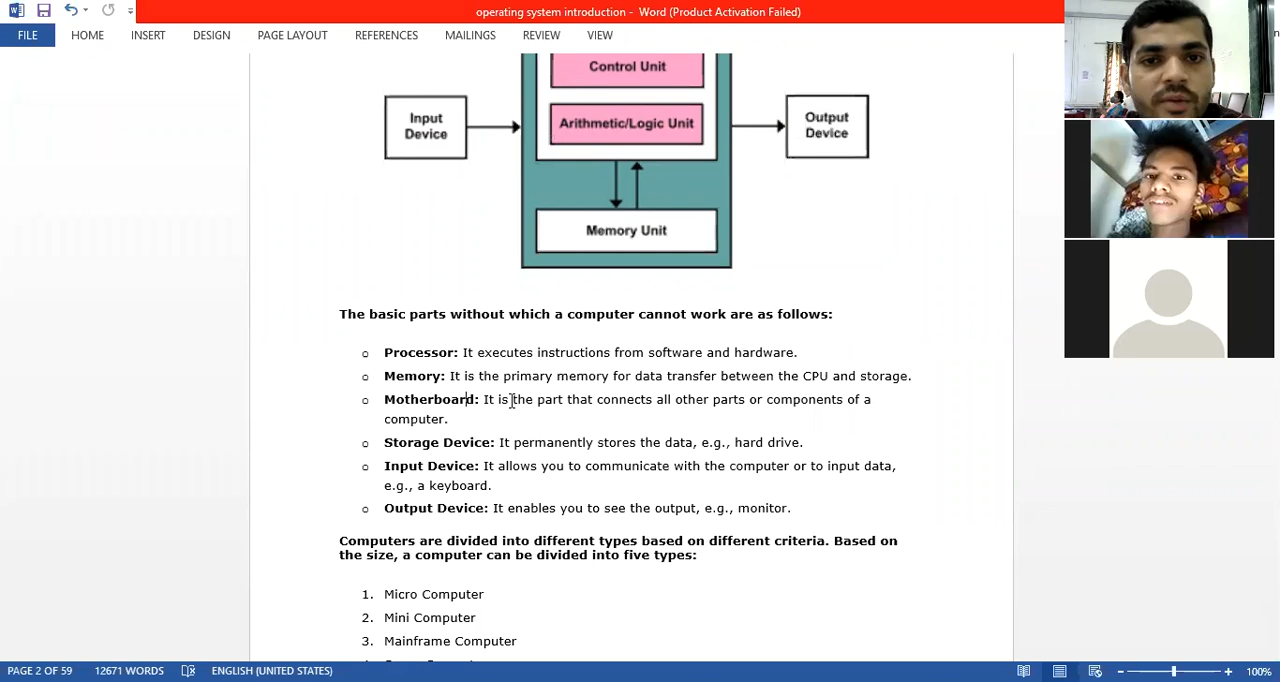 operating system introduction - Word (Product Activation Failed)
FILE HOME INSERT DESIGN PAGE LAYOUT REFERENCES MAILINGS REVIEW VIEW
Control Unit
Input
Device
Arithmetic/Logic Unit
Output
Device
Memory Unit
The basic parts without which a computer cannot work are as follows:
o Processor: It executes instructions from software and hardware.
o Memory: It is the primary memory for data transfer between the CPU and storage.
o Motherboard: It is the part that connects all other parts or components of a
computer.
o Storage Device: It permanently stores the data, e.g., hard drive.
o Input Device: It allows you to communicate with the computer or to input data,
e.g., a keyboard.
o Output Device: It enables you to see the output, e.g., monitor.
Computers are divided into different types based on different criteria. Based on
the size, a computer can be divided into five types:
1. Micro Computer
2. Mini Computer
3. Mainframe Computer
PAGE 2 OF 59 12671 WORDS ENGLISH (UNITED STATES) 100%